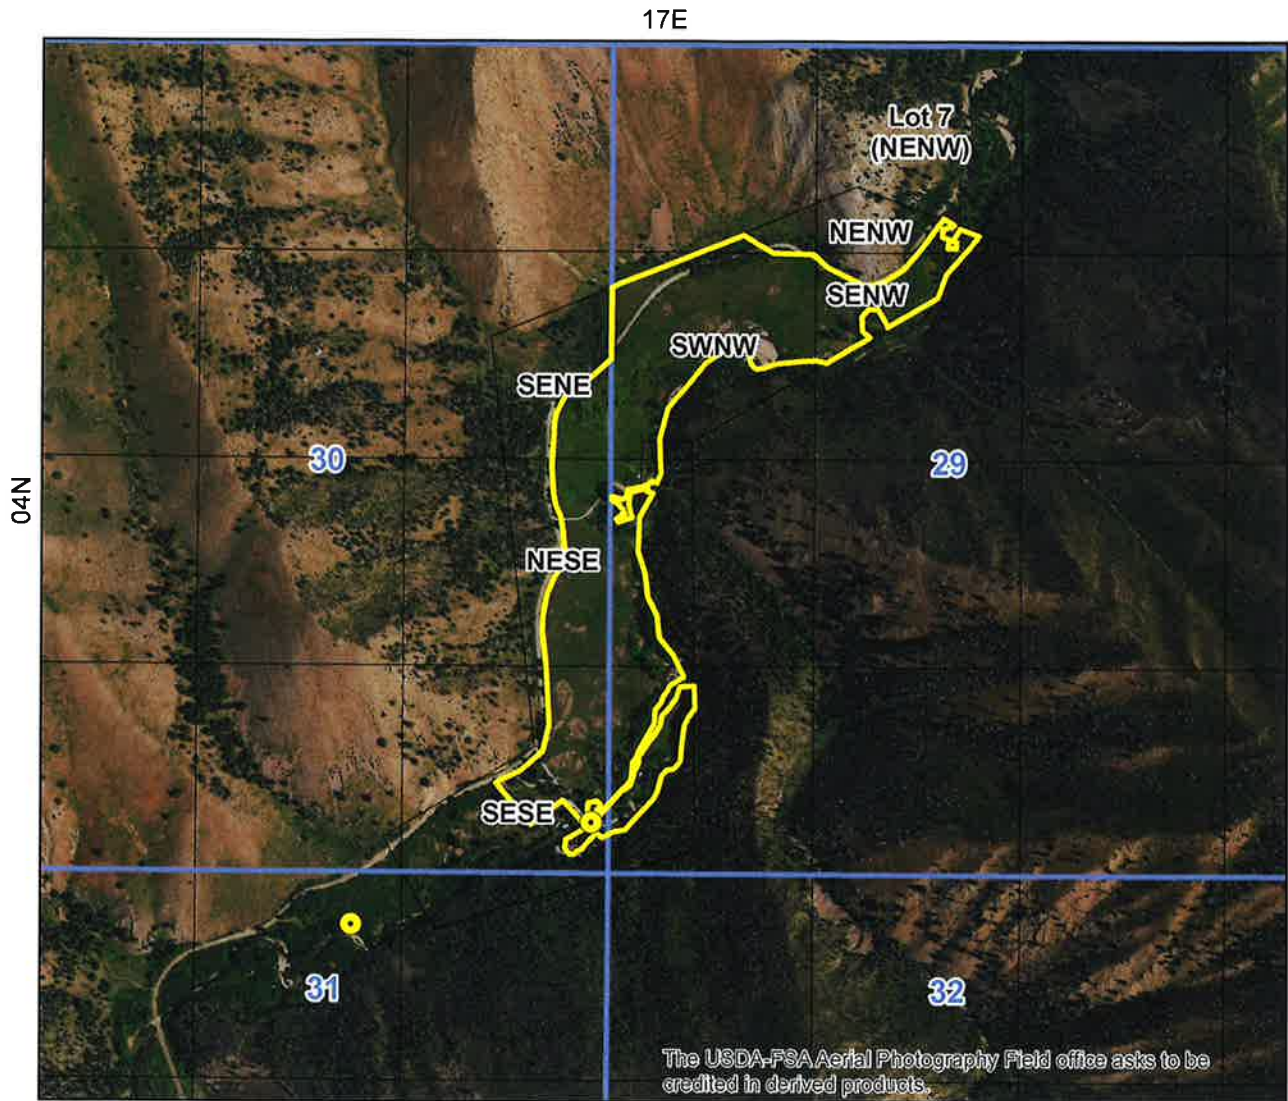 17E
Lot 7
(NENW)
NENW
SENW
SWNW
SENE
04N
30
29
NESE
SESE
31
32
The USDA-FSA Aerial Photography Field office asks to be
credited in derived products.